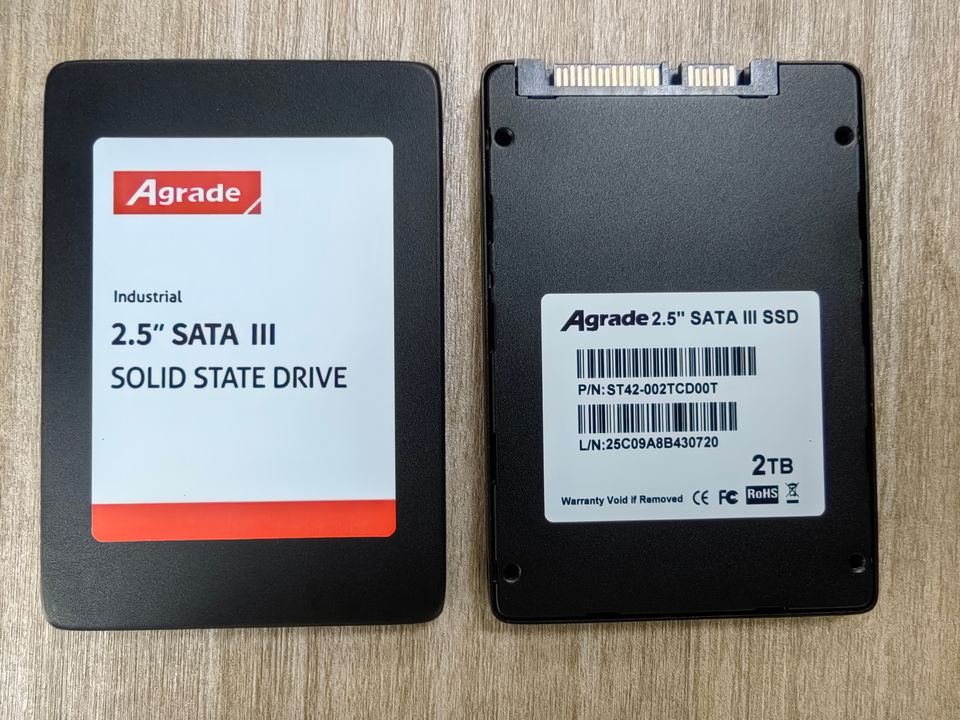 Agrade
Industrial
2.5" SATA III
SOLID STATE DRIVE
Agrade 2.5" SATA III SSD
P/N:ST42-002TCD00T
L/N:25C09A8B430720
2TB
Warranty Void if Removed CE FC RoHS